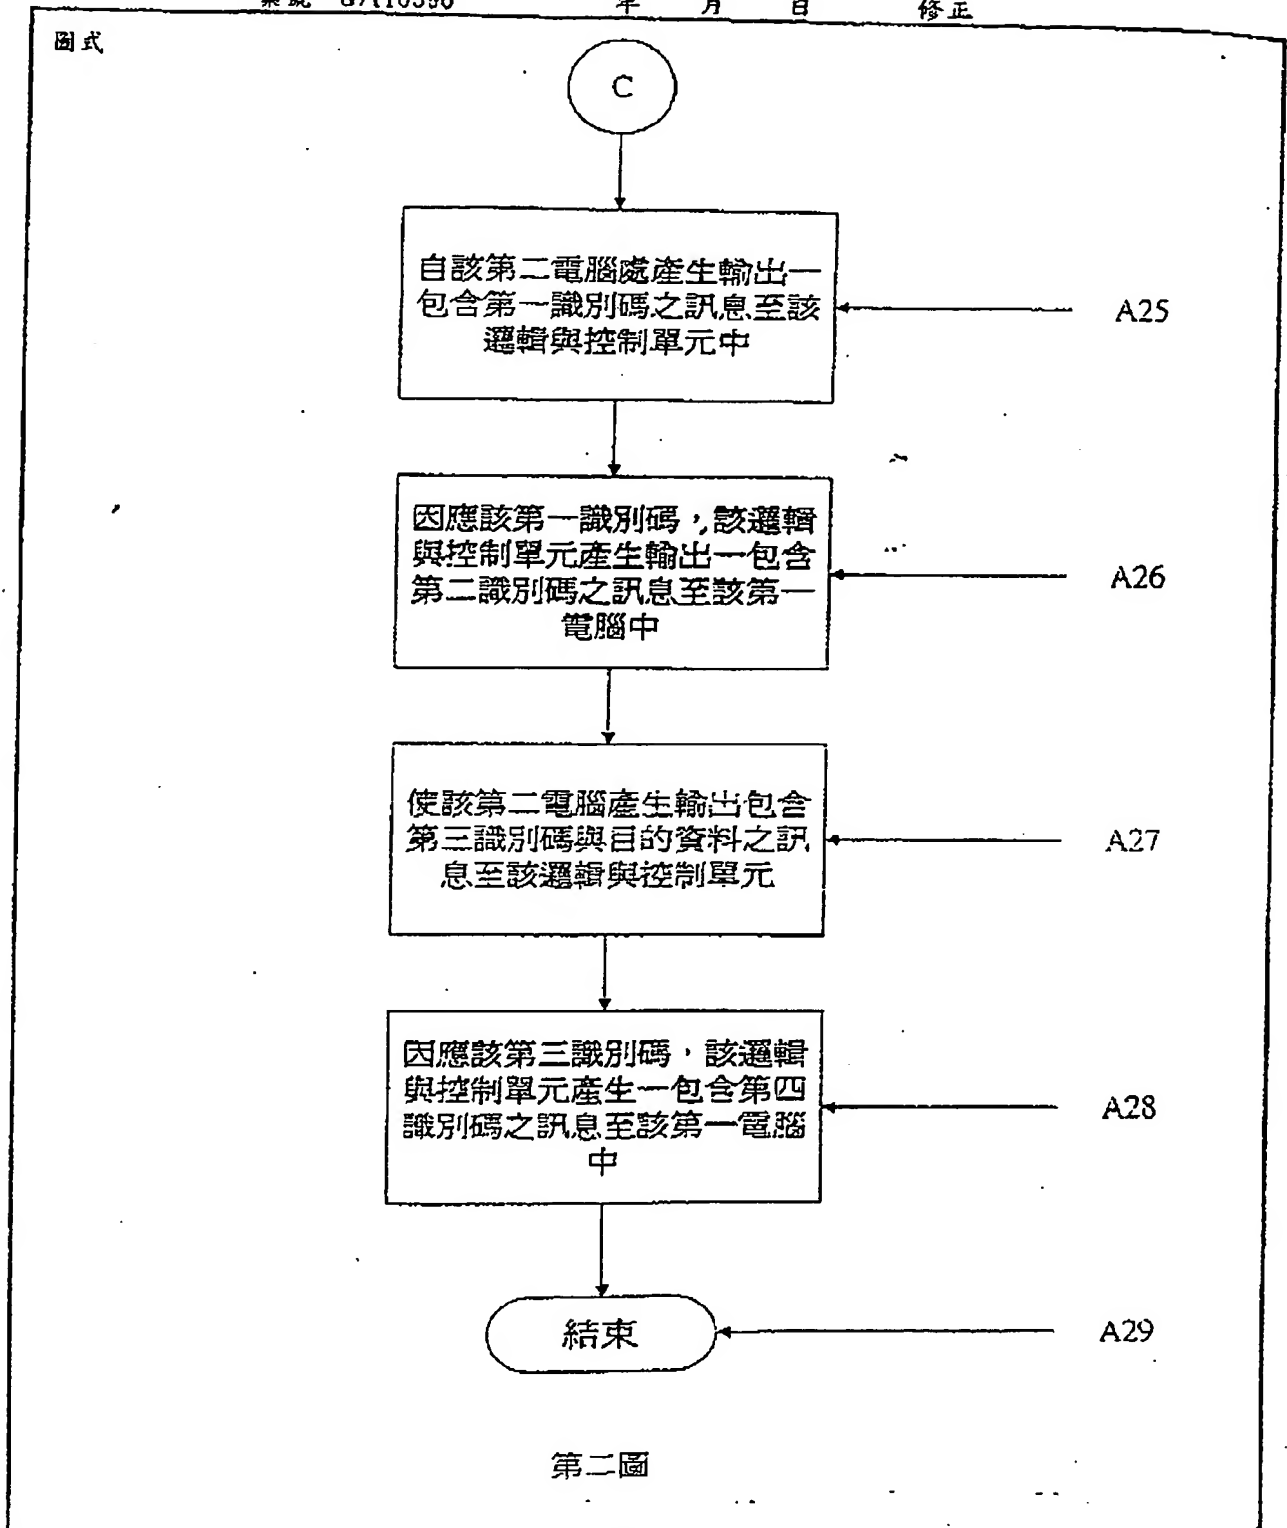 年 月 日 修正
圖式
C
自該第二電腦處產生輸出一
包含第一識別碼之訊息至該
邏輯與控制單元中
A25
因應該第一識別碼，該邏輯
與控制單元產生輸出一包含
第二識別碼之訊息至該第一
電腦中
A26
使該第二電腦產生輸出包含
第三識別碼與目的資料之訊
息至該邏輯與控制單元
A27
因應該第三識別碼，該邏輯
與控制單元產生一包含第四
識別碼之訊息至該第一電腦
中
A28
結束
A29
第二圖